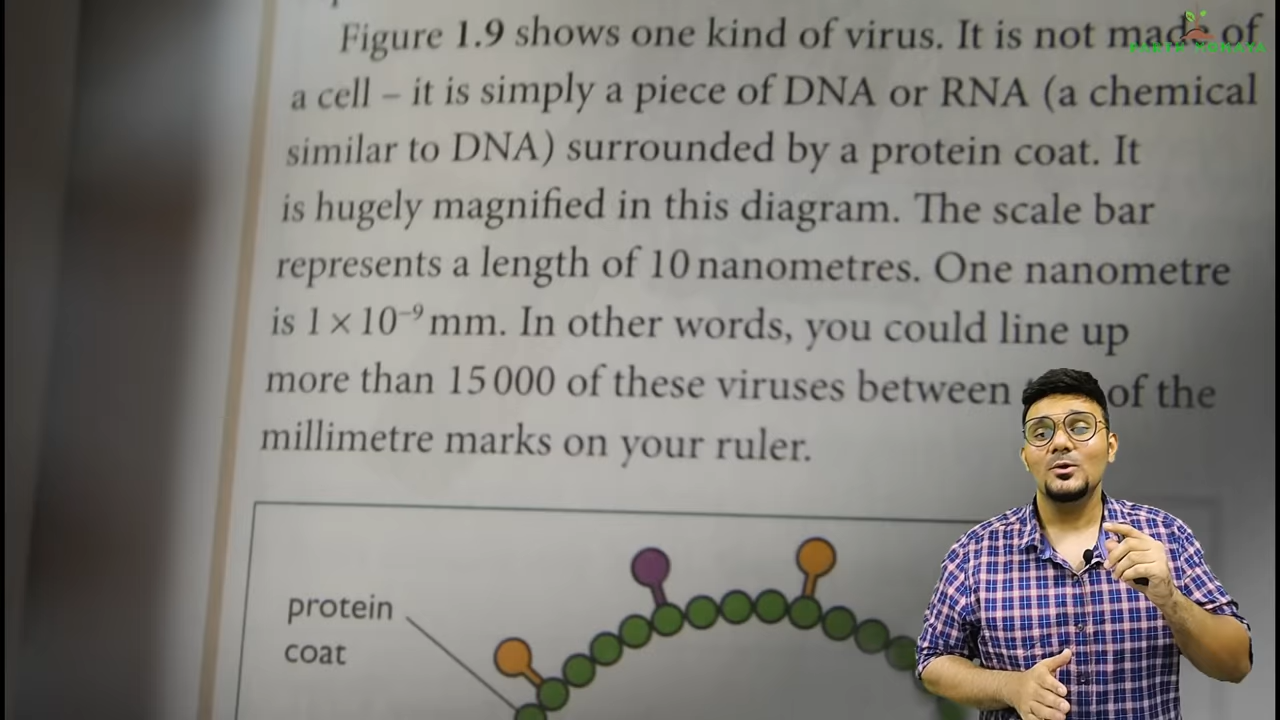 Figure 1.9 shows one kind of virus. It is not made of
a cell – it is simply a piece of DNA or RNA (a chemical
similar to DNA) surrounded by a protein coat. It
is hugely magnified in this diagram. The scale bar
represents a length of 10 nanometres. One nanometre
is 1 × 10⁻⁹ mm. In other words, you could line up
more than 15 000 of these viruses between of the
millimetre marks on your ruler.
protein
coat